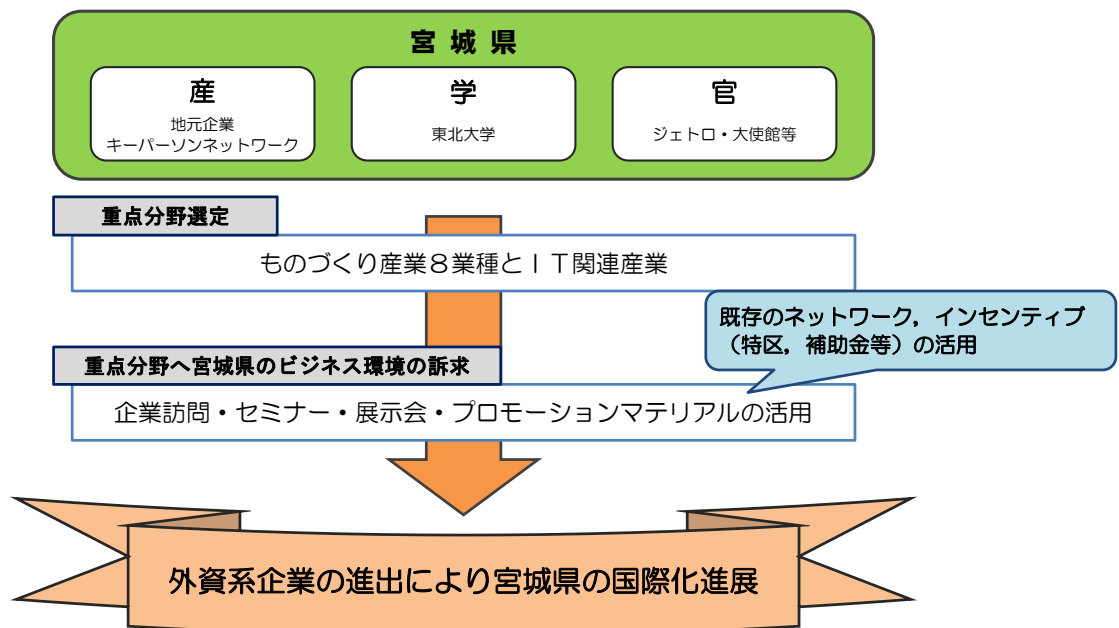 宮城県
産
地元企業
キーパーソンネットワーク
学
東北大学
官
ジェトロ・大使館等
重点分野選定
ものづくり産業８業種とＩＴ関連産業
既存のネットワーク，インセンティブ
（特区，補助金等）の活用
重点分野へ宮城県のビジネス環境の訴求
企業訪問・セミナー・展示会・プロモーションマテリアルの活用
外資系企業の進出により宮城県の国際化進展